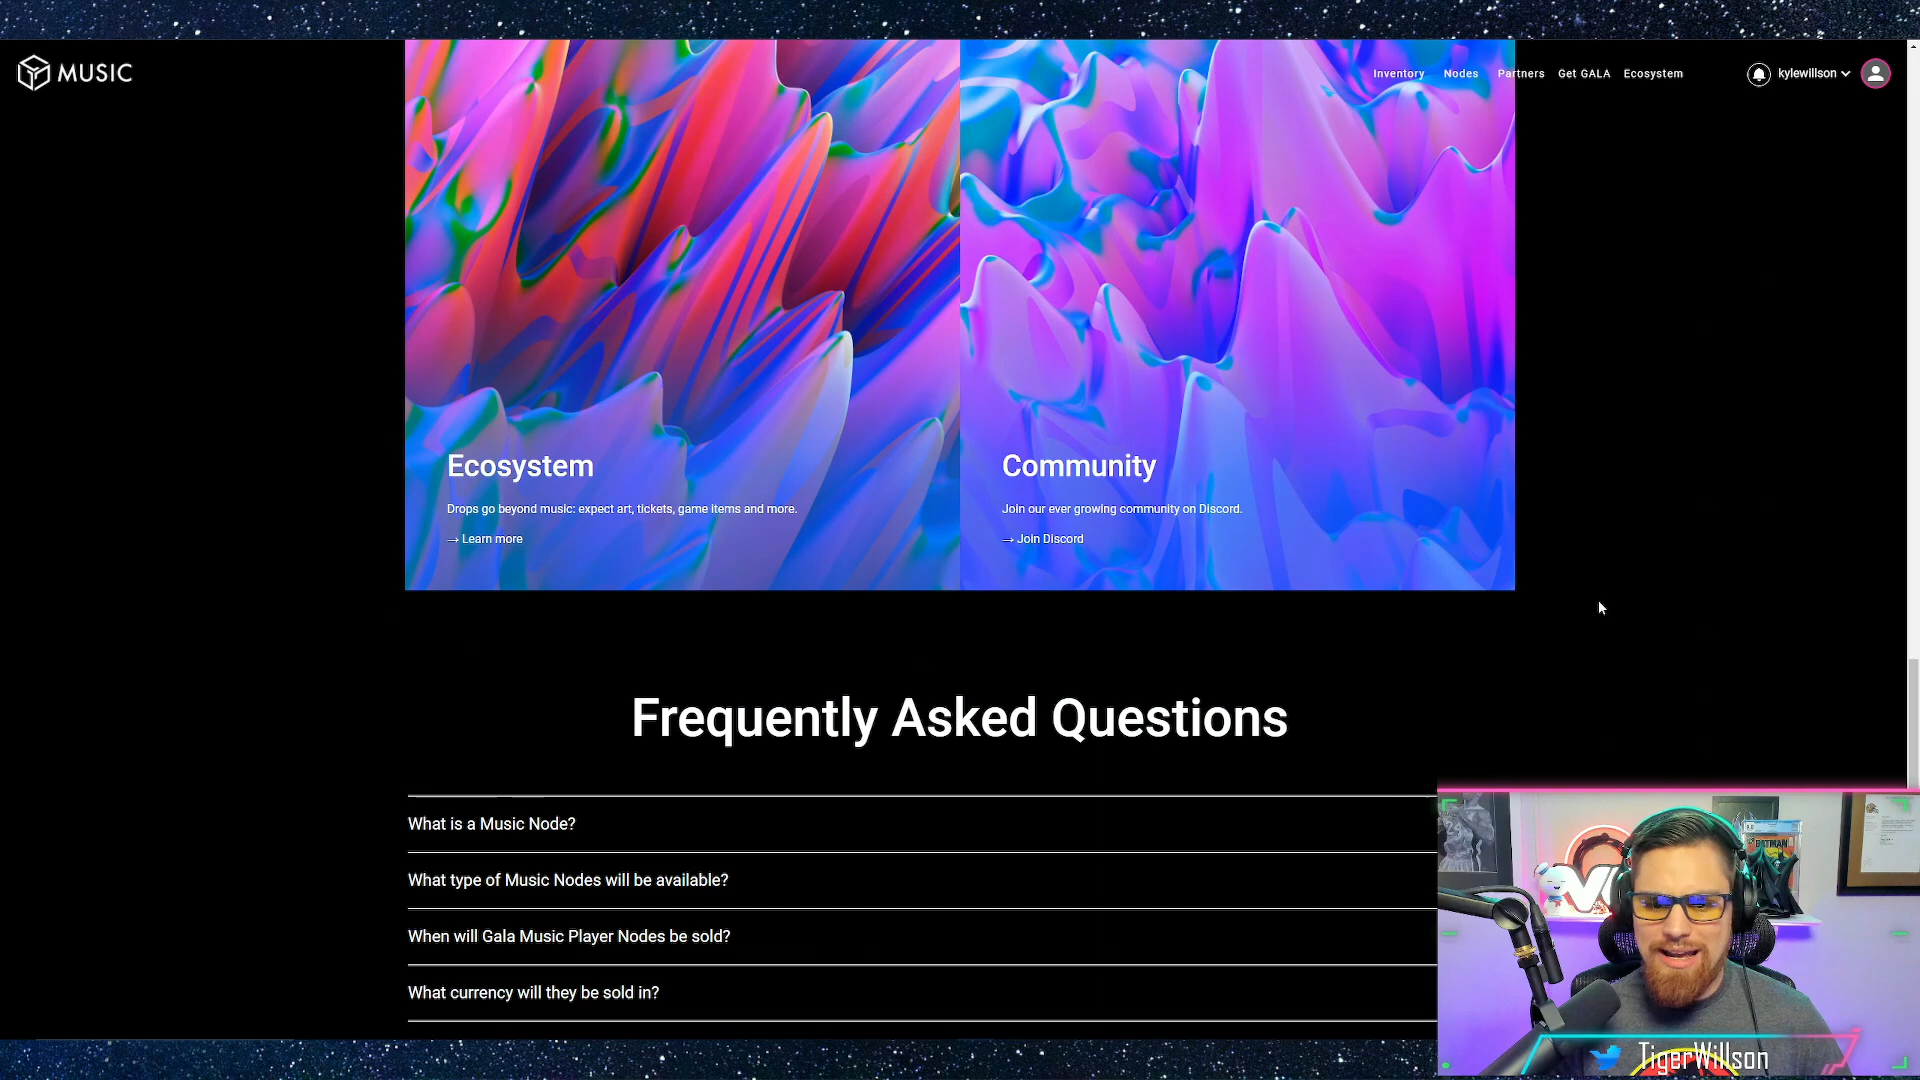 MUSIC
Inventory Nodes Partners Get GALA Ecosystem
kylewillson
Ecosystem
Drops go beyond music: expect art, tickets, game items and more.
→ Learn more
Community
Join our ever growing community on Discord.
→ Join Discord
Frequently Asked Questions
What is a Music Node?
What type of Music Nodes will be available?
When will Gala Music Player Nodes be sold?
What currency will they be sold in?
BATMAN
TigerWillson